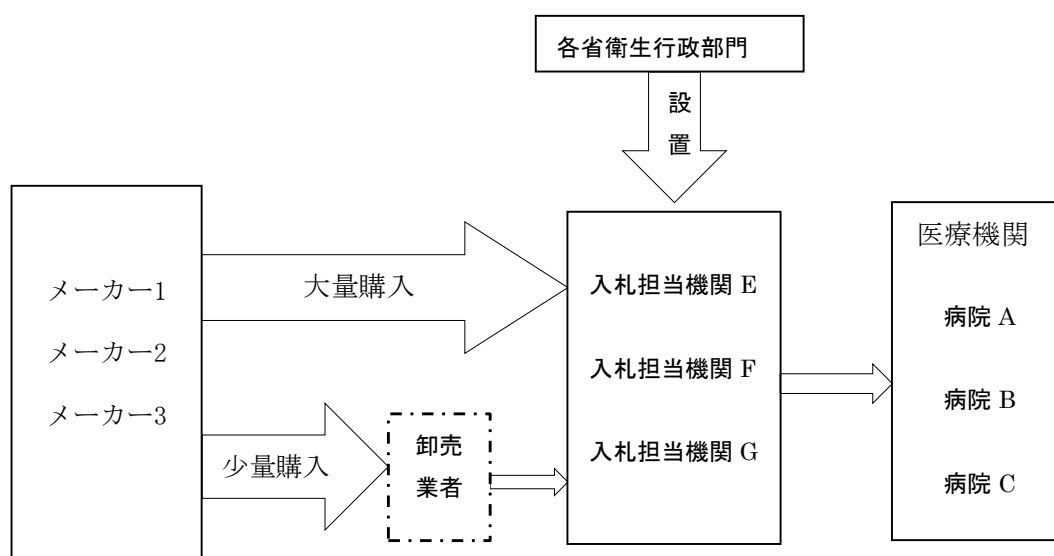 各省衛生行政部門
設
置
メーカー1
メーカー2
メーカー3
大量購入
少量購入
卸売
業者
入札担当機関 E
入札担当機関 F
入札担当機関 G
医療機関
病院 A
病院 B
病院 C